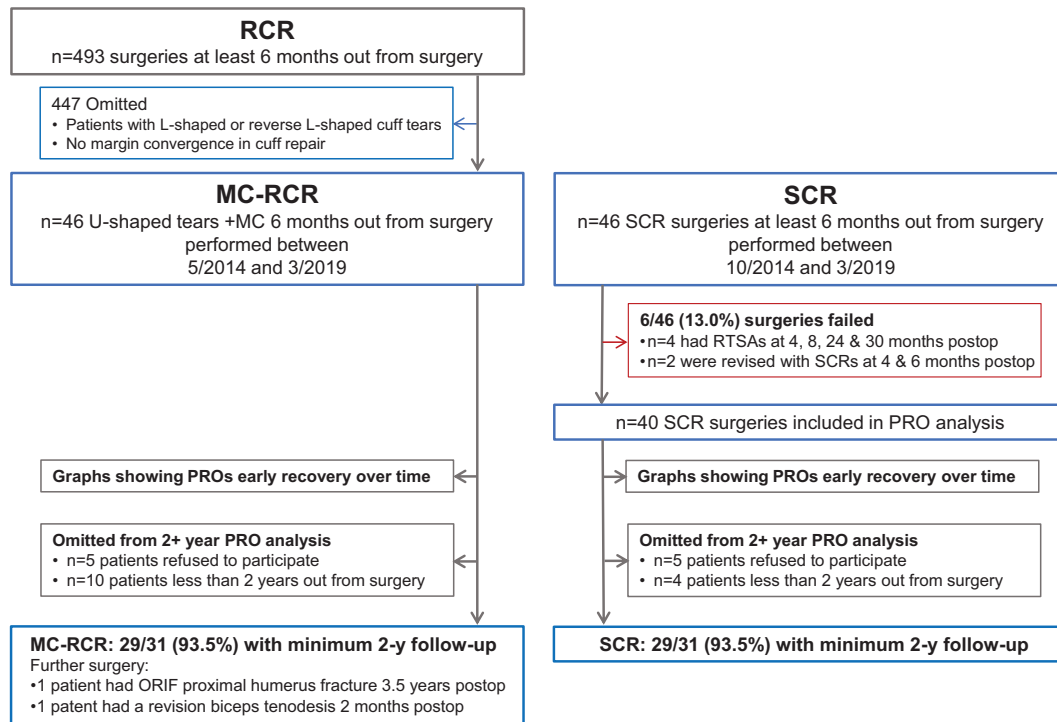 RCR
n=493 surgeries at least 6 months out from surgery
447 Omitted
• Patients with L-shaped or reverse L-shaped cuff tears
• No margin convergence in cuff repair
MC-RCR
n=46 U-shaped tears +MC 6 months out from surgery
performed between
5/2014 and 3/2019
SCR
n=46 SCR surgeries at least 6 months out from surgery
performed between
10/2014 and 3/2019
6/46 (13.0%) surgeries failed
•n=4 had RTSAs at 4, 8, 24 & 30 months postop
•n=2 were revised with SCRs at 4 & 6 months postop
n=40 SCR surgeries included in PRO analysis
Graphs showing PROs early recovery over time
Graphs showing PROs early recovery over time
Omitted from 2+ year PRO analysis
• n=5 patients refused to participate
• n=10 patients less than 2 years out from surgery
Omitted from 2+ year PRO analysis
• n=5 patients refused to participate
• n=4 patients less than 2 years out from surgery
MC-RCR: 29/31 (93.5%) with minimum 2-y follow-up
Further surgery:
•1 patient had ORIF proximal humerus fracture 3.5 years postop
•1 patent had a revision biceps tenodesis 2 months postop
SCR: 29/31 (93.5%) with minimum 2-y follow-up